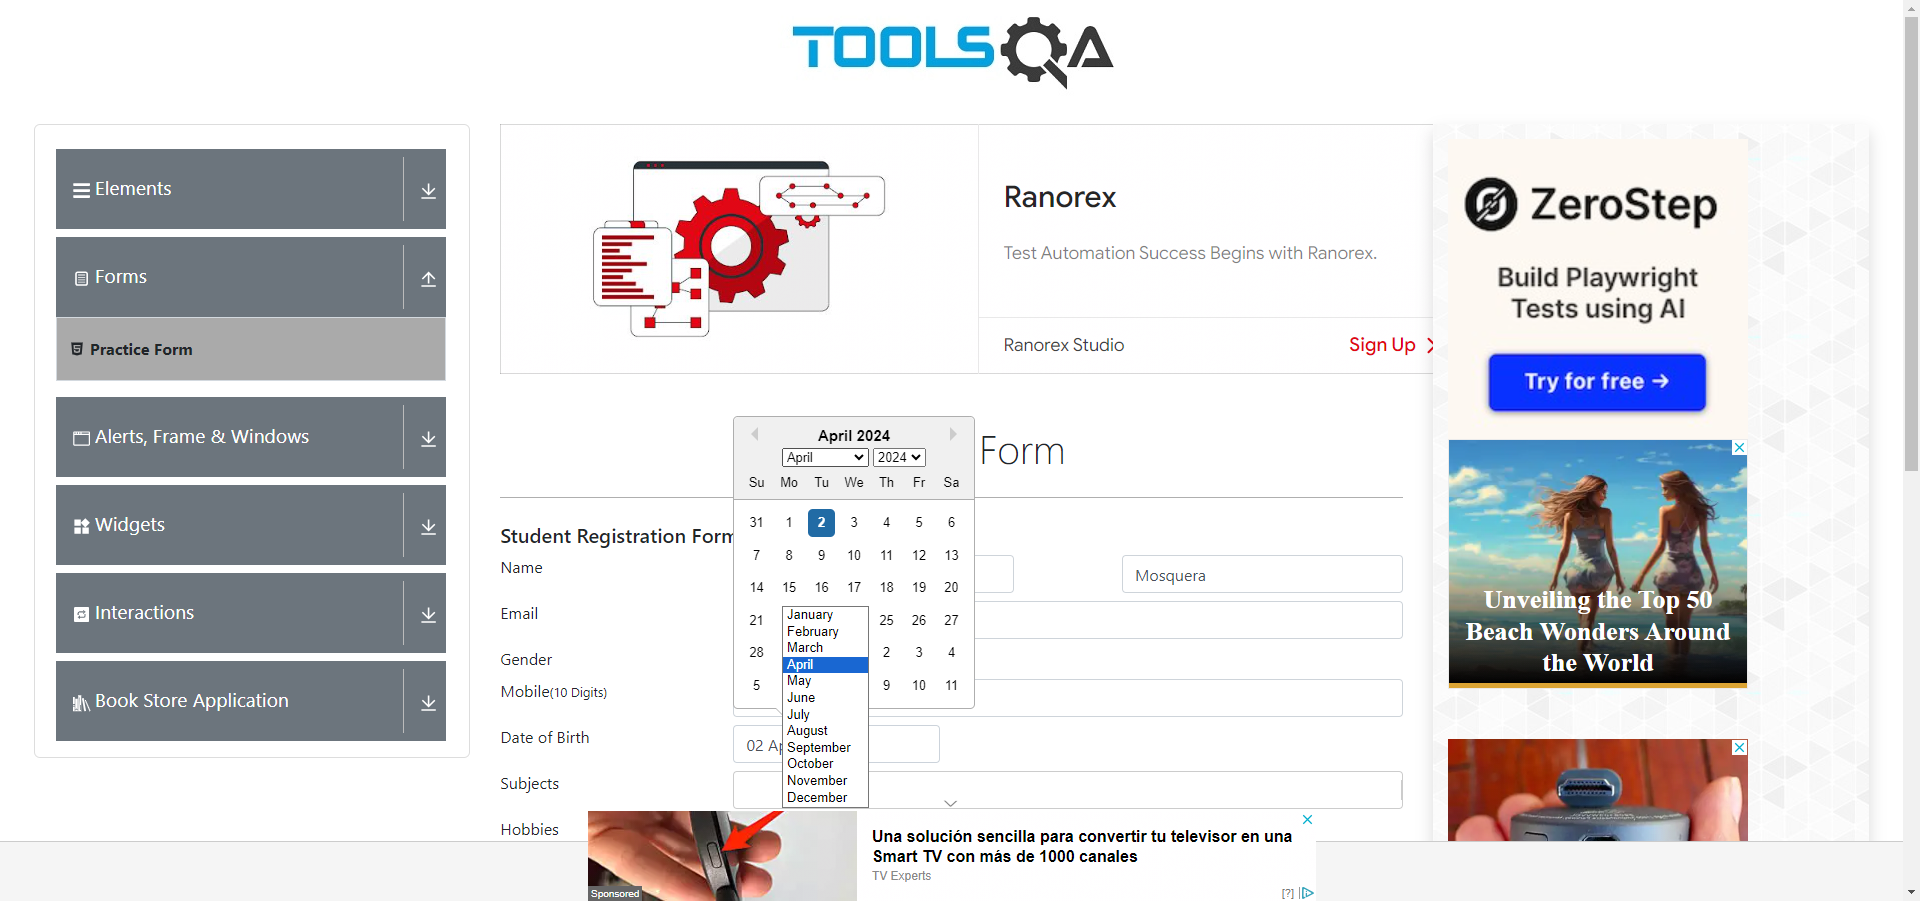 TOOLSQA
Elements
Forms
Practice Form
Alerts, Frame & Windows
Widgets
Interactions
Book Store Application
Ranorex
Test Automation Success Begins with Ranorex.
Ranorex Studio
Sign Up
Form
April 2024
April 2024
Su Mo Tu We Th Fr Sa
31 1 2 3 4 5 6
7 8 9 10 11 12 13
14 15 16 17 18 19 20
21 25 26 27
28 2 3 4
5 9 10 11
January
February
March
April
May
June
July
August
September
October
November
December
Student Registration Form
Name
Mosquera
Email
Gender
Mobile(10 Digits)
Date of Birth
02 Ap
Subjects
Hobbies
ZeroStep
Build Playwright
Tests using AI
Try for free →
Unveiling the Top 50
Beach Wonders Around
the World
Una solución sencilla para convertir tu televisor en una
Smart TV con más de 1000 canales
TV Experts
Sponsored
[?]